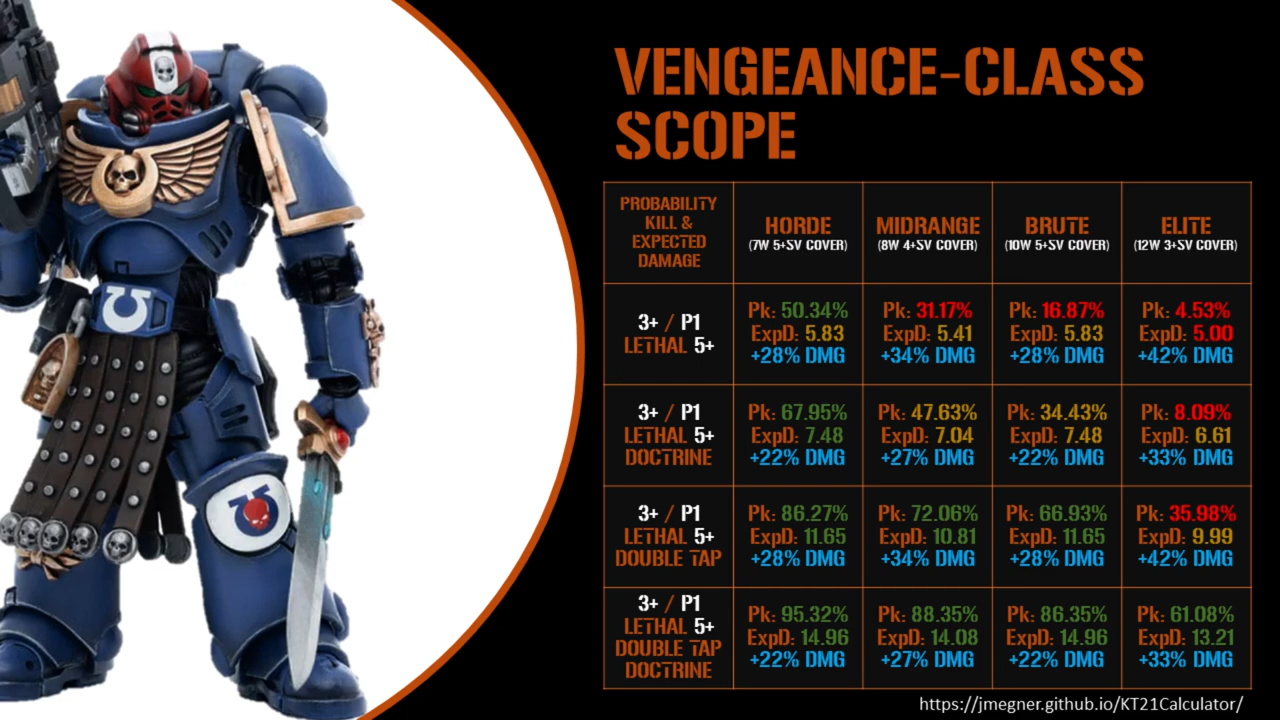 VENGEANCE-CLASS
SCOPE
PROBABILITY
KILL &
EXPECTED
DAMAGE
HORDE
(7W 5+SV COVER)
MIDRANGE
(8W 4+SV COVER)
BRUTE
(10W 5+SV COVER)
ELITE
(12W 3+SV COVER)
3+ / P1
LETHAL 5+
Pk: 50.34%
ExpD: 5.83
+28% DMG
Pk: 31.17%
ExpD: 5.41
+34% DMG
Pk: 16.87%
ExpD: 5.83
+28% DMG
Pk: 4.53%
ExpD: 5.00
+42% DMG
3+ / P1
LETHAL 5+
DOCTRINE
Pk: 67.95%
ExpD: 7.48
+22% DMG
Pk: 47.63%
ExpD: 7.04
+27% DMG
Pk: 34.43%
ExpD: 7.48
+22% DMG
Pk: 8.09%
ExpD: 6.61
+33% DMG
3+ / P1
LETHAL 5+
DOUBLE TAP
Pk: 86.27%
ExpD: 11.65
+28% DMG
Pk: 72.06%
ExpD: 10.81
+34% DMG
Pk: 66.93%
ExpD: 11.65
+28% DMG
Pk: 35.98%
ExpD: 9.99
+42% DMG
3+ / P1
LETHAL 5+
DOUBLE TAP
DOCTRINE
Pk: 95.32%
ExpD: 14.96
+22% DMG
Pk: 88.35%
ExpD: 14.08
+27% DMG
Pk: 86.35%
ExpD: 14.96
+22% DMG
Pk: 61.08%
ExpD: 13.21
+33% DMG
https://jmegner.github.io/KT21Calculator/